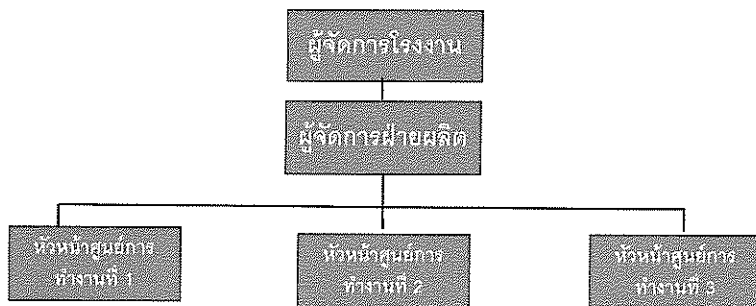 ผู้จัดการโรงงาน
ผู้จัดการฝ่ายผลิต
หัวหน้าศูนย์การ
ทำงานที่ 1
หัวหน้าศูนย์การ
ทำงานที่ 2
หัวหน้าศูนย์การ
ทำงานที่ 3